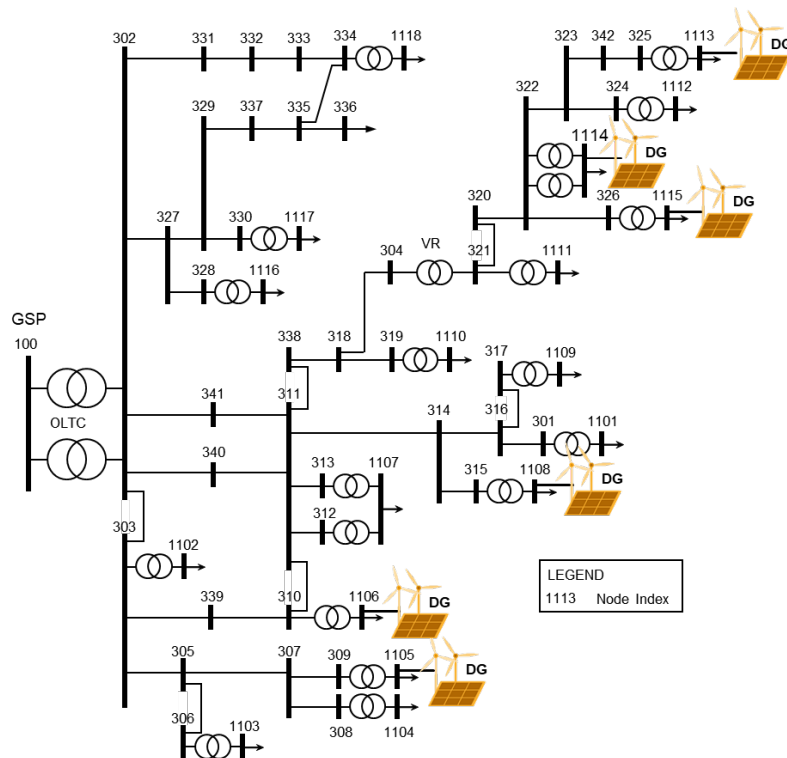 302 331 332 333 334 1118
323 342 325 1113 DG
329 337 335 336
322 324 1112
1114 DG
320 326 1115 DG
327 330 1117
VR
304 321 1111
328 1116
GSP
100
338 318 319 1110
317 1109
341 311
314 316 301 1101
OLTC
340 313 1107
315 1108 DG
312
303
1102
LEGEND
1113 Node Index
339 310 1106 DG
305 307 309 1105 DG
306 1103 308 1104